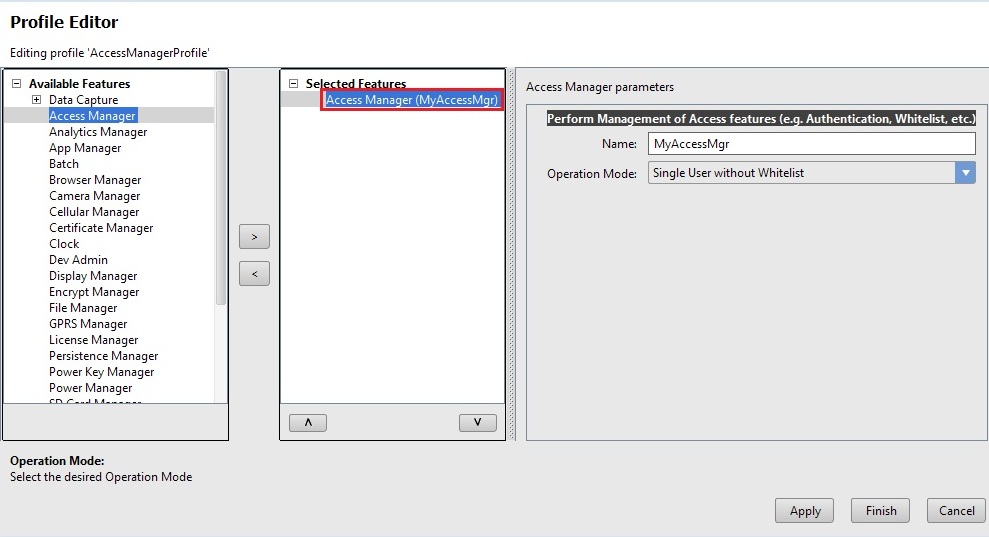 Profile Editor
Editing profile 'AccessManagerProfile'
Available Features
Data Capture
Access Manager
Analytics Manager
App Manager
Batch
Browser Manager
Camera Manager
Cellular Manager
Certificate Manager
Clock
Dev Admin
Display Manager
Encrypt Manager
File Manager
GPRS Manager
License Manager
Persistence Manager
Power Key Manager
Power Manager
SD Card Manager
>
<
Selected Features
Access Manager (MyAccessMgr)
Access Manager parameters
Perform Management of Access features (e.g. Authentication, Whitelist, etc.)
Name: MyAccessMgr
Operation Mode: Single User without Whitelist
Operation Mode:
Select the desired Operation Mode
Apply Finish Cancel